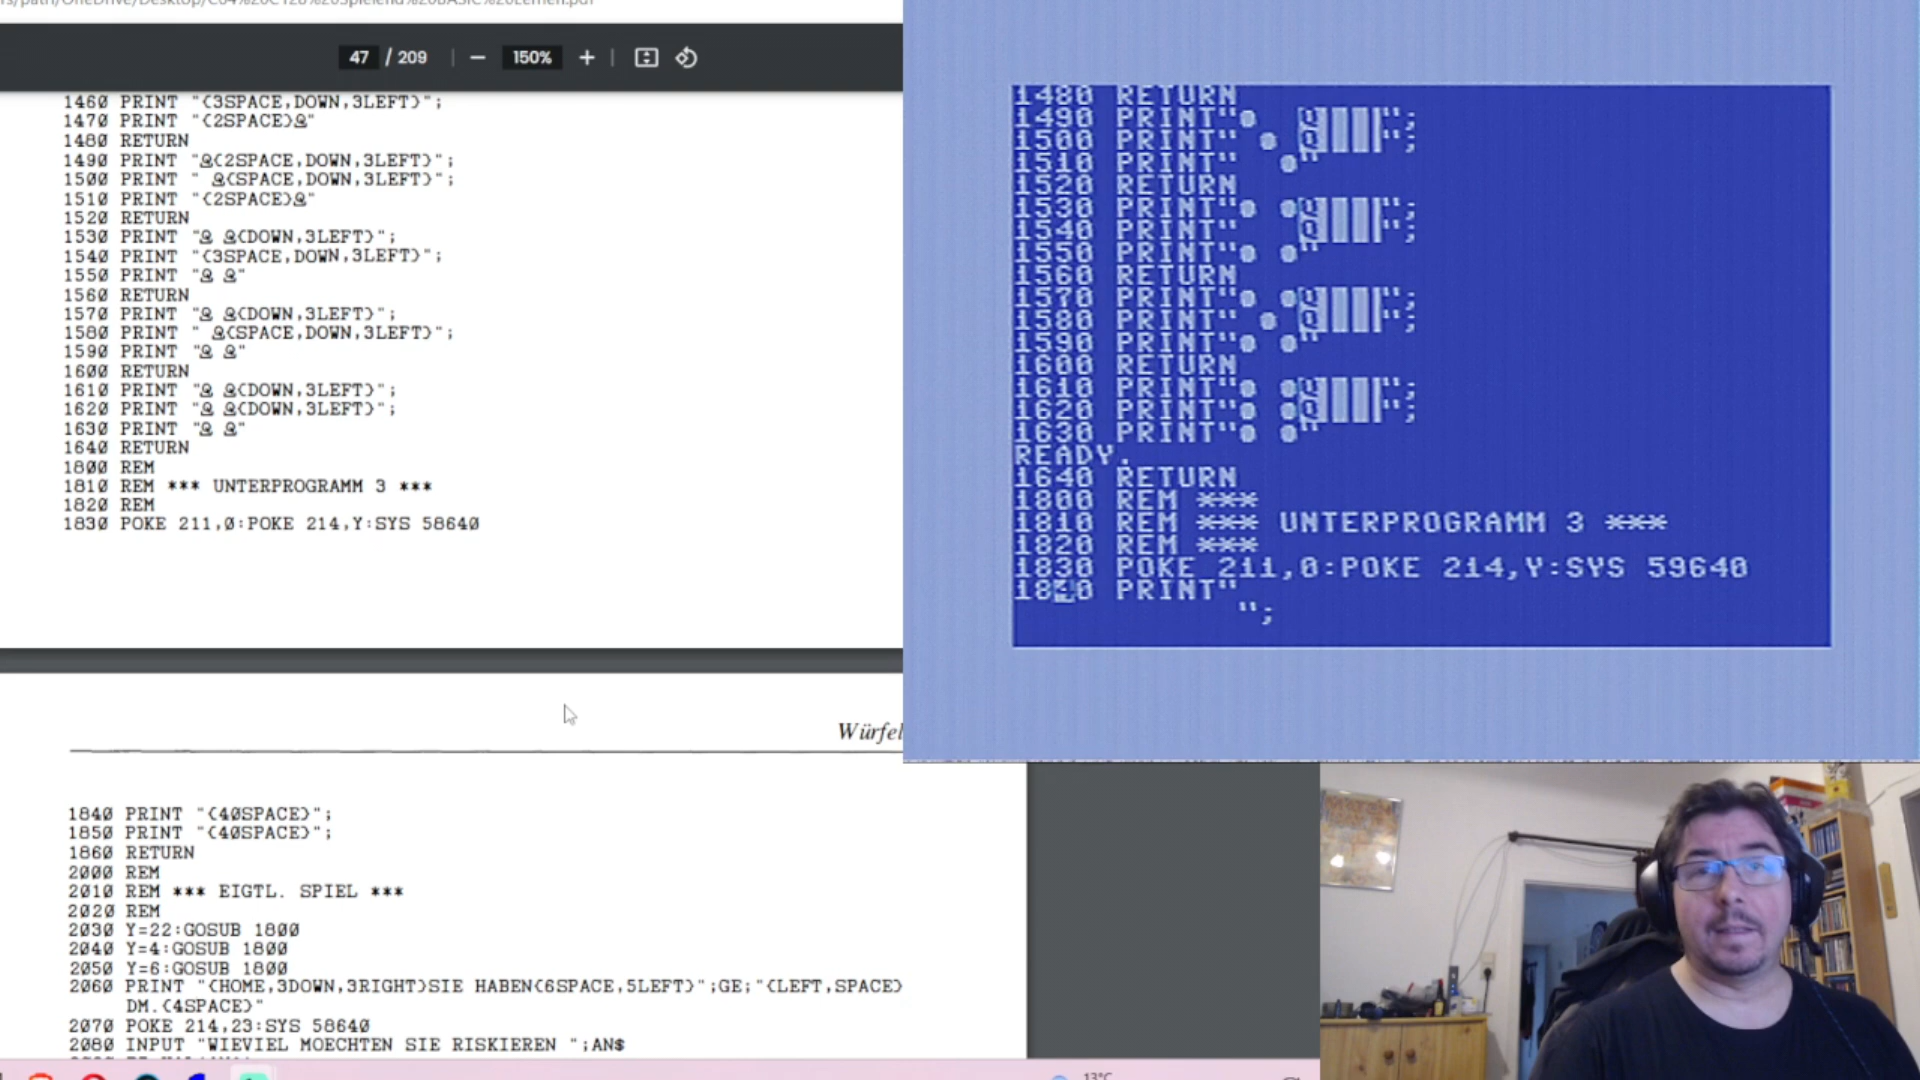 47 / 209 150%
1460 PRINT "{3SPACE,DOWN,3LEFT}";
1470 PRINT "{2SPACE}"
1480 RETURN
1490 PRINT "{2SPACE,DOWN,3LEFT}";
1500 PRINT " {SPACE,DOWN,3LEFT}";
1510 PRINT "{2SPACE}"
1520 RETURN
1530 PRINT " {DOWN,3LEFT}";
1540 PRINT "{3SPACE,DOWN,3LEFT}";
1550 PRINT " "
1560 RETURN
1570 PRINT " {DOWN,3LEFT}";
1580 PRINT " {SPACE,DOWN,3LEFT}";
1590 PRINT " "
1600 RETURN
1610 PRINT " {DOWN,3LEFT}";
1620 PRINT " {DOWN,3LEFT}";
1630 PRINT " "
1640 RETURN
1800 REM
1810 REM *** UNTERPROGRAMM 3 ***
1820 REM
1830 POKE 211,0:POKE 214,Y:SYS 58640
Würfel
1840 PRINT "{40SPACE}";
1850 PRINT "{40SPACE}";
1860 RETURN
2000 REM
2010 REM *** EIGTL. SPIEL ***
2020 REM
2030 Y=22:GOSUB 1800
2040 Y=4:GOSUB 1800
2050 Y=6:GOSUB 1800
2060 PRINT "{HOME,3DOWN,3RIGHT}SIE HABEN{6SPACE,5LEFT}";GE;"{LEFT,SPACE}
DM.{4SPACE}"
2070 POKE 214,23:SYS 58640
2080 INPUT "WIEVIEL MOECHTEN SIE RISKIEREN ";AN$
13°C
1480 RETURN
1490 PRINT"● ";
1500 PRINT" ● ";
1510 PRINT"  ●"
1520 RETURN
1530 PRINT"● ●";
1540 PRINT" ";
1550 PRINT"● ●"
1560 RETURN
1570 PRINT"● ●";
1580 PRINT" ● ";
1590 PRINT"● ●"
1600 RETURN
1610 PRINT"● ●";
1620 PRINT"● ●";
1630 PRINT"● ●"
READY.
1640 RETURN
1800 REM ***
1810 REM *** UNTERPROGRAMM 3 ***
1820 REM ***
1830 POKE 211,0:POKE 214,Y:SYS 59640
1840 PRINT"
";